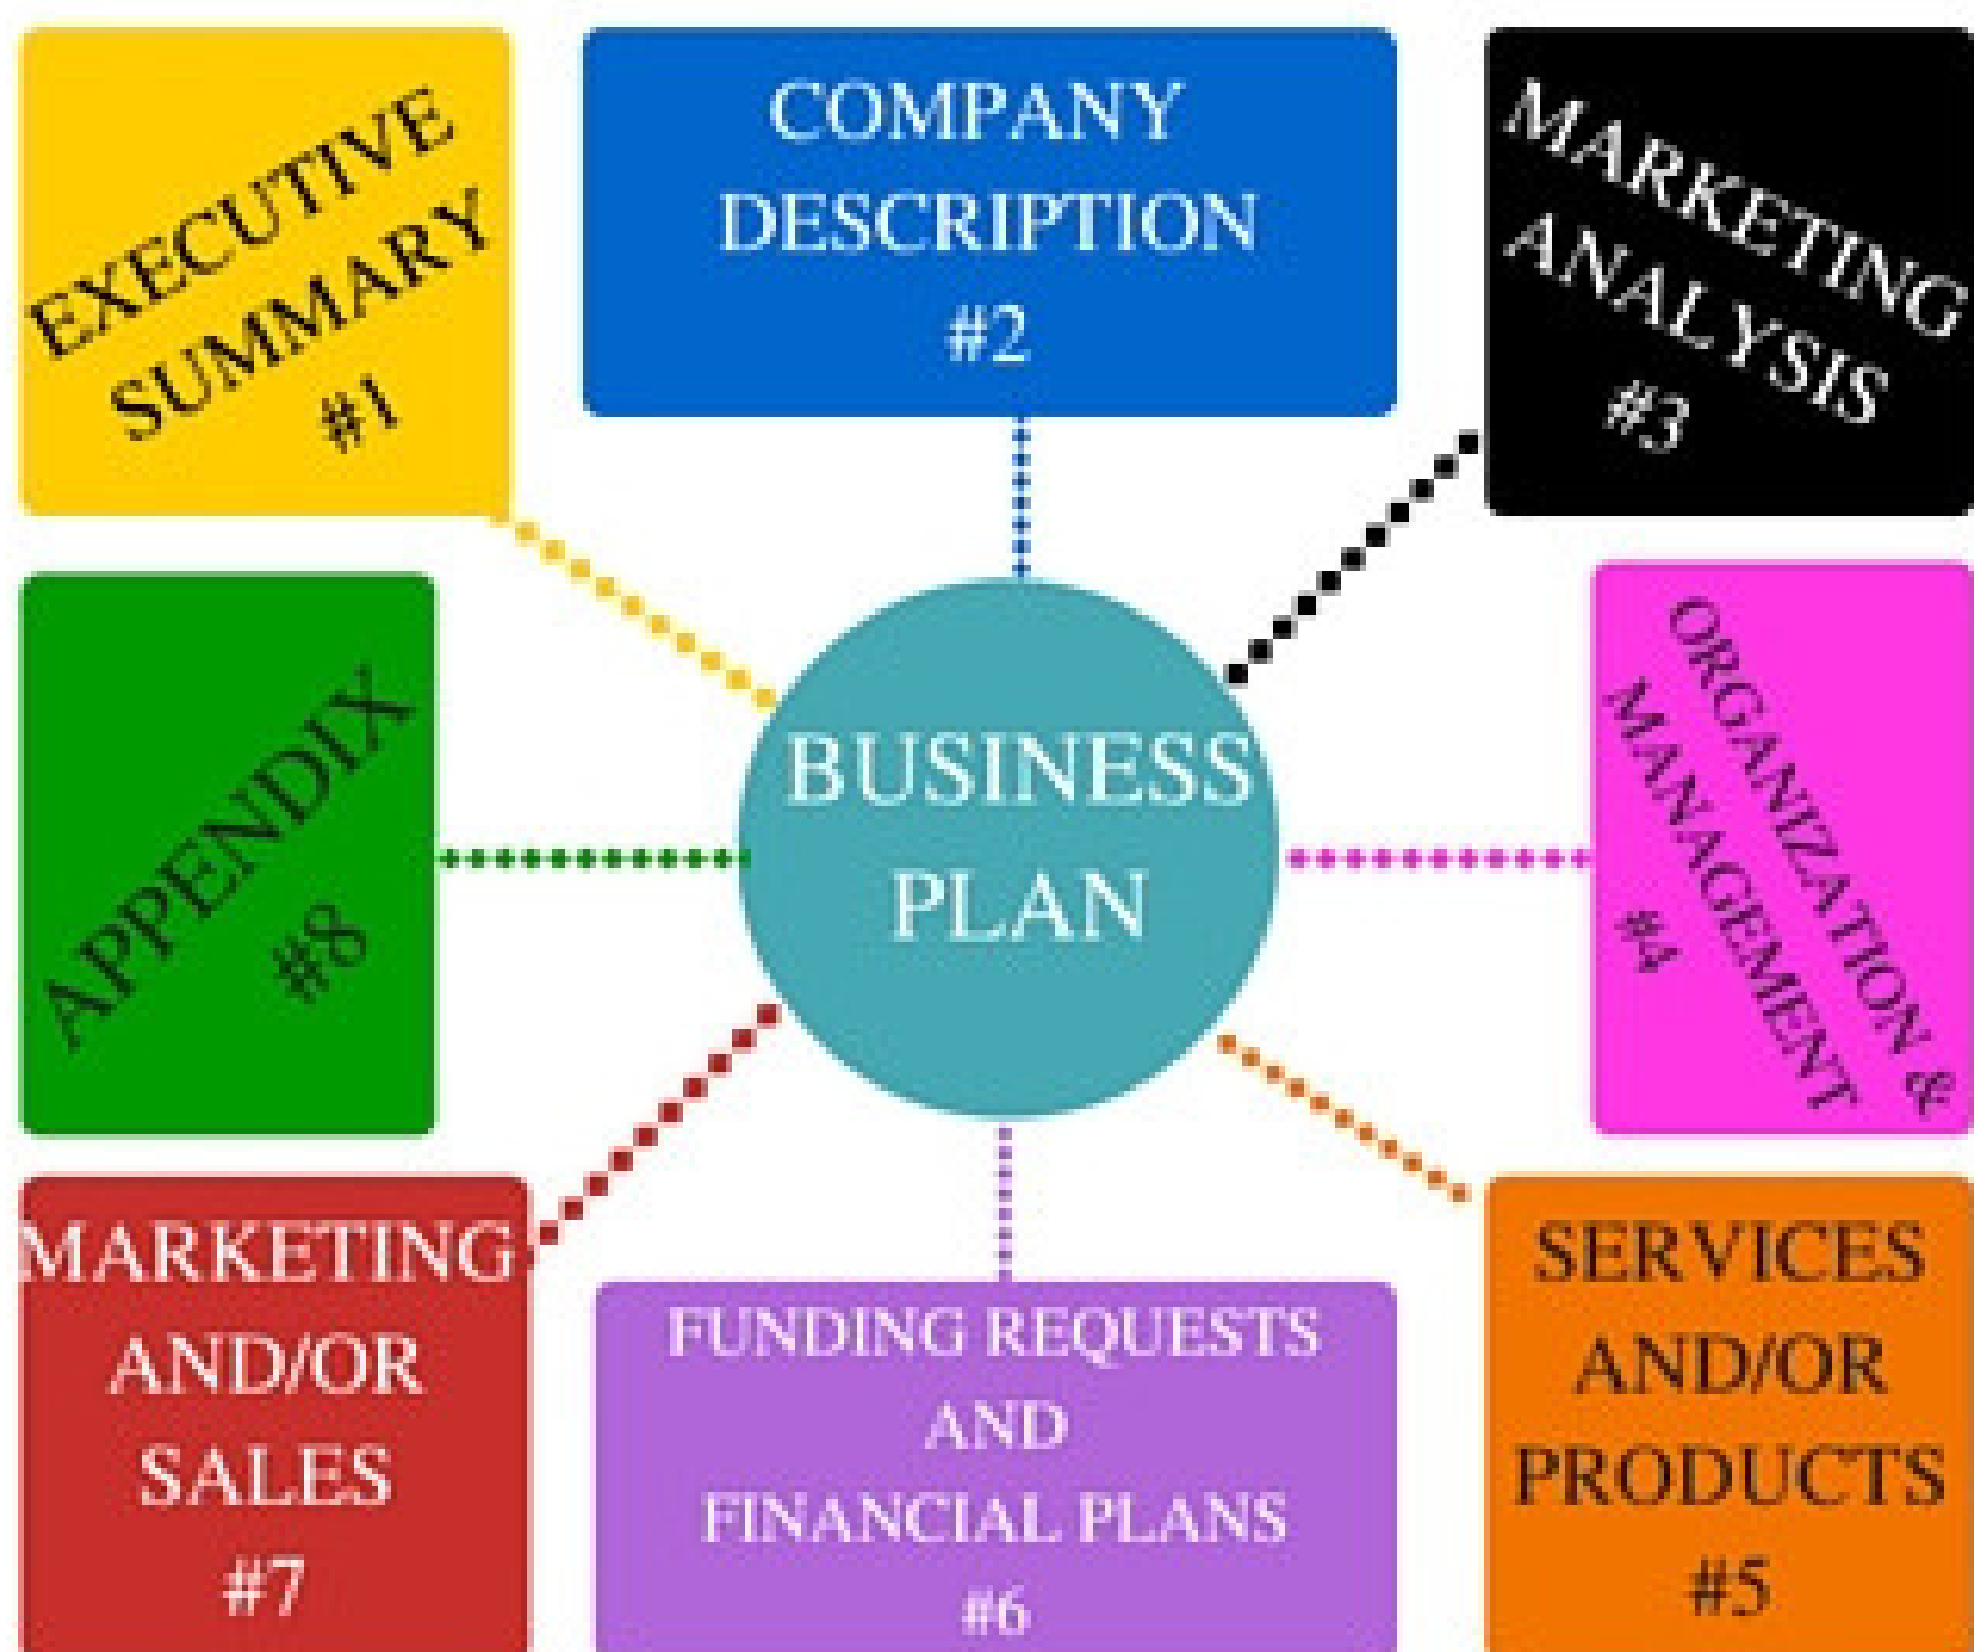 EXECUTIVE
SUMMARY
#1
COMPANY
DESCRIPTION
#2
MARKETING
ANALYSIS
#3
ORGANIZATION &
MANAGEMENT
#4
SERVICES
AND/OR
PRODUCTS
#5
FUNDING REQUESTS
AND
FINANCIAL PLANS
#6
MARKETING
AND/OR
SALES
#7
APPENDIX
#8
BUSINESS
PLAN